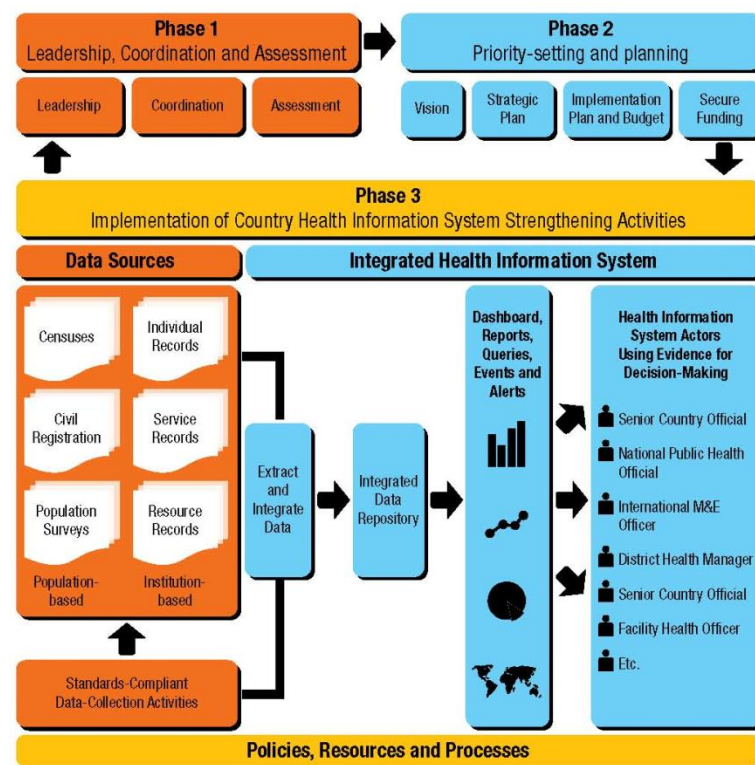 Phase 1
Leadership, Coordination and Assessment
Leadership
Coordination
Assessment
Phase 2
Priority-setting and planning
Vision
Strategic
Plan
Implementation
Plan and Budget
Secure
Funding
Phase 3
Implementation of Country Health Information System Strengthening Activities
Data Sources
Integrated Health Information System
Censuses
Individual
Records
Civil
Registration
Service
Records
Population
Surveys
Resource
Records
Population-
based
Institution-
based
Standards-Compliant
Data-Collection Activities
Extract
and
Integrate
Data
Integrated
Data
Repository
Dashboard,
Reports,
Queries,
Events and
Alerts
Health Information
System Actors
Using Evidence for
Decision-Making
Senior Country Official
National Public Health
Official
International M&E
Officer
District Health Manager
Senior Country Official
Facility Health Officer
Etc.
Policies, Resources and Processes